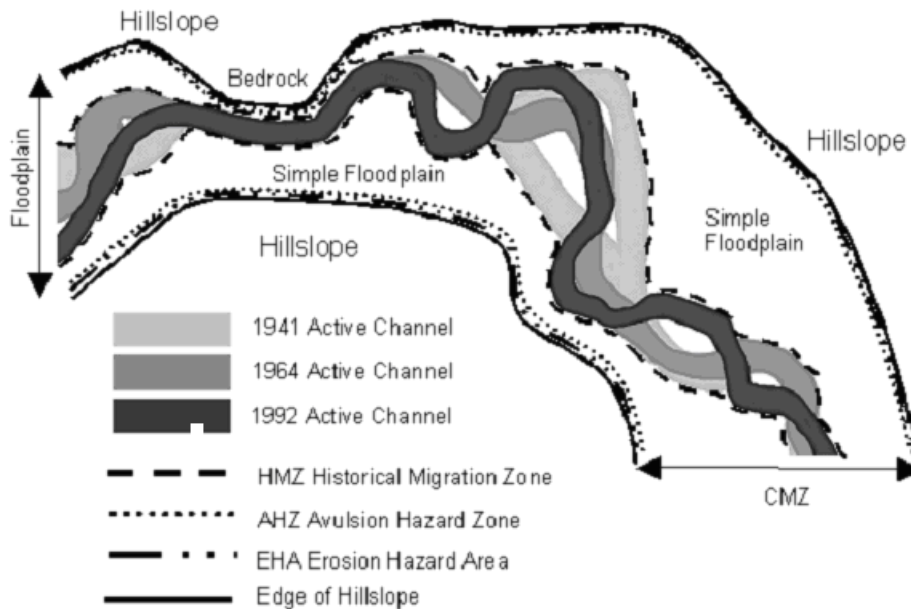 Hillslope
Bedrock
Hillslope
Floodplain
Simple Floodplain
Simple
Floodplain
Hillslope
1941 Active Channel
1964 Active Channel
1992 Active Channel
HMZ Historical Migration Zone
CMZ
AHZ Avulsion Hazard Zone
EHA Erosion Hazard Area
Edge of Hillslope